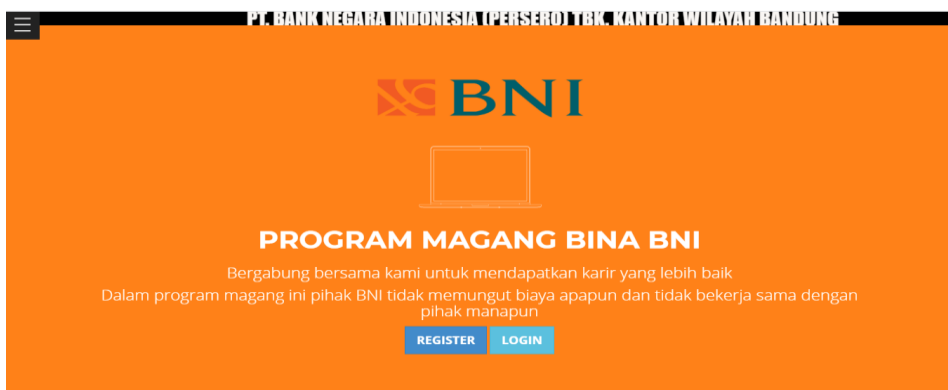 PT. BANK NEGARA INDONESIA (PERSERO) TBK. KANTOR WILAYAH BANDUNG
BNI
PROGRAM MAGANG BINA BNI
Bergabung bersama kami untuk mendapatkan karir yang lebih baik
Dalam program magang ini pihak BNI tidak memungut biaya apapun dan tidak bekerja sama dengan
pihak manapun
REGISTER LOGIN